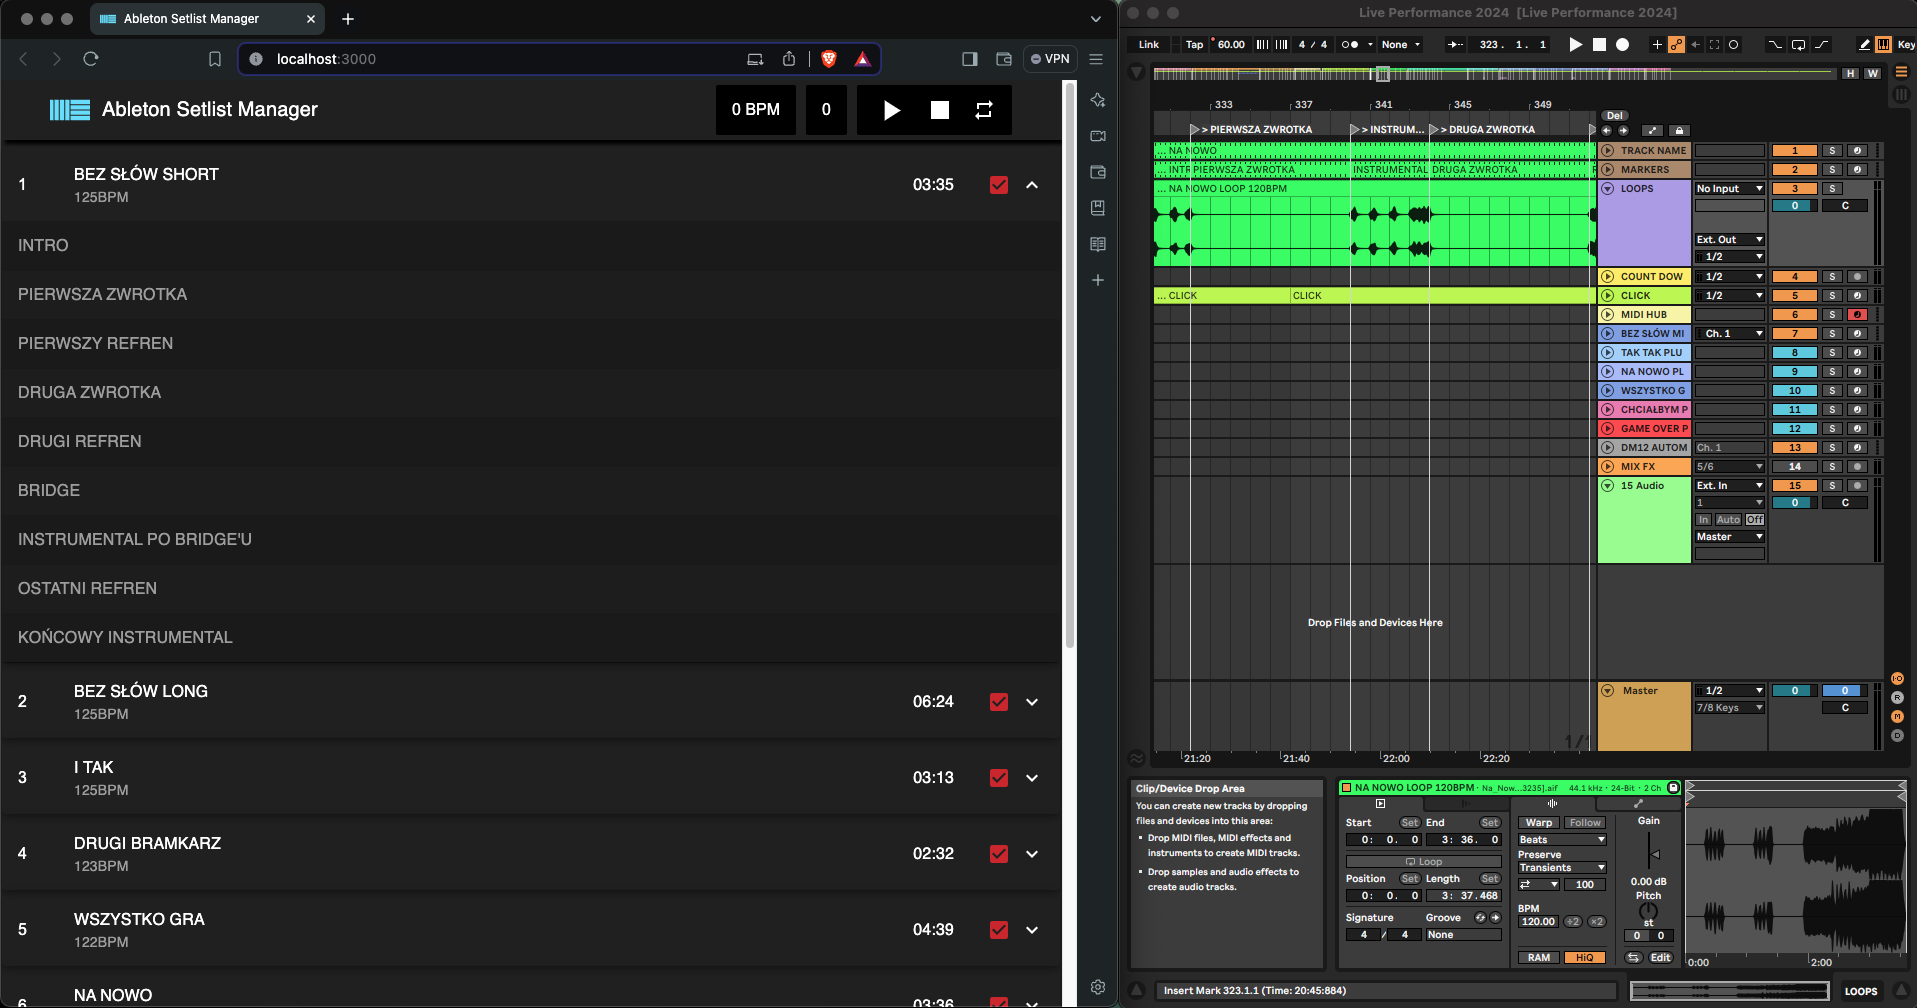 Ableton Setlist Manager
localhost:3000
VPN
Ableton Setlist Manager
0 BPM
0
1
BEZ SŁÓW SHORT
125BPM
03:35
INTRO
PIERWSZA ZWROTKA
PIERWSZY REFREN
DRUGA ZWROTKA
DRUGI REFREN
BRIDGE
INSTRUMENTAL PO BRIDGE'U
OSTATNI REFREN
KOŃCOWY INSTRUMENTAL
2
BEZ SŁÓW LONG
125BPM
06:24
3
I TAK
125BPM
03:13
4
DRUGI BRAMKARZ
123BPM
02:32
5
WSZYSTKO GRA
122BPM
04:39
6
NA NOWO
03:36
Live Performance 2024 [Live Performance 2024]
Link Tap 60.00 4 / 4 None 323. 1. 1 Key
H W
333 337 341 345 349
Del
> PIERWSZA ZWROTKA > INSTRUM... > DRUGA ZWROTKA
... NA NOWO
TRACK NAME 1 S
... INTR PIERWSZA ZWROTKA INSTRUMENTAL DRUGA ZWROTKA
MARKERS 2 S
... NA NOWO LOOP 120BPM
LOOPS No Input 3 S
0 C
Ext. Out
1/2
COUNT DOW 1/2 4 S
... CLICK CLICK
CLICK 1/2 5 S
MIDI HUB 6 S
BEZ SŁÓW MI Ch. 1 7 S
TAK TAK PLU 8 S
NA NOWO PL 9 S
WSZYSTKO G 10 S
CHCIAŁBYM P 11 S
GAME OVER P 12 S
DM12 AUTOM Ch. 1 13 S
MIX FX 5/6 14 S
15 Audio Ext. In 15 S
1 0 C
In Auto Off
Master
Drop Files and Devices Here
Master 1/2 0 0
7/8 Keys C
I·O
R
M
D
21:20 21:40 22:00 22:20
Clip/Device Drop Area
You can create new tracks by dropping
files and devices into this area:
▪ Drop MIDI files, MIDI effects and
instruments to create MIDI tracks.
▪ Drop samples and audio effects to
create audio tracks.
NA NOWO LOOP 120BPM · Na_Now...3235].aif 44.1 kHz · 24-Bit · 2 Ch
Start Set End Set
0: 0. 0 3: 36. 0
Loop
Position Set Length Set
0: 0. 0 3: 37.468
Signature Groove
4 / 4 None
Warp Follow
Beats
Preserve
Transients
100
BPM
120.00 ÷2 ×2
RAM HiQ
Gain
0.00 dB
Pitch
st
0 0
Edit
0:00 2:00
Insert Mark 323.1.1 (Time: 20:45:884)
LOOPS